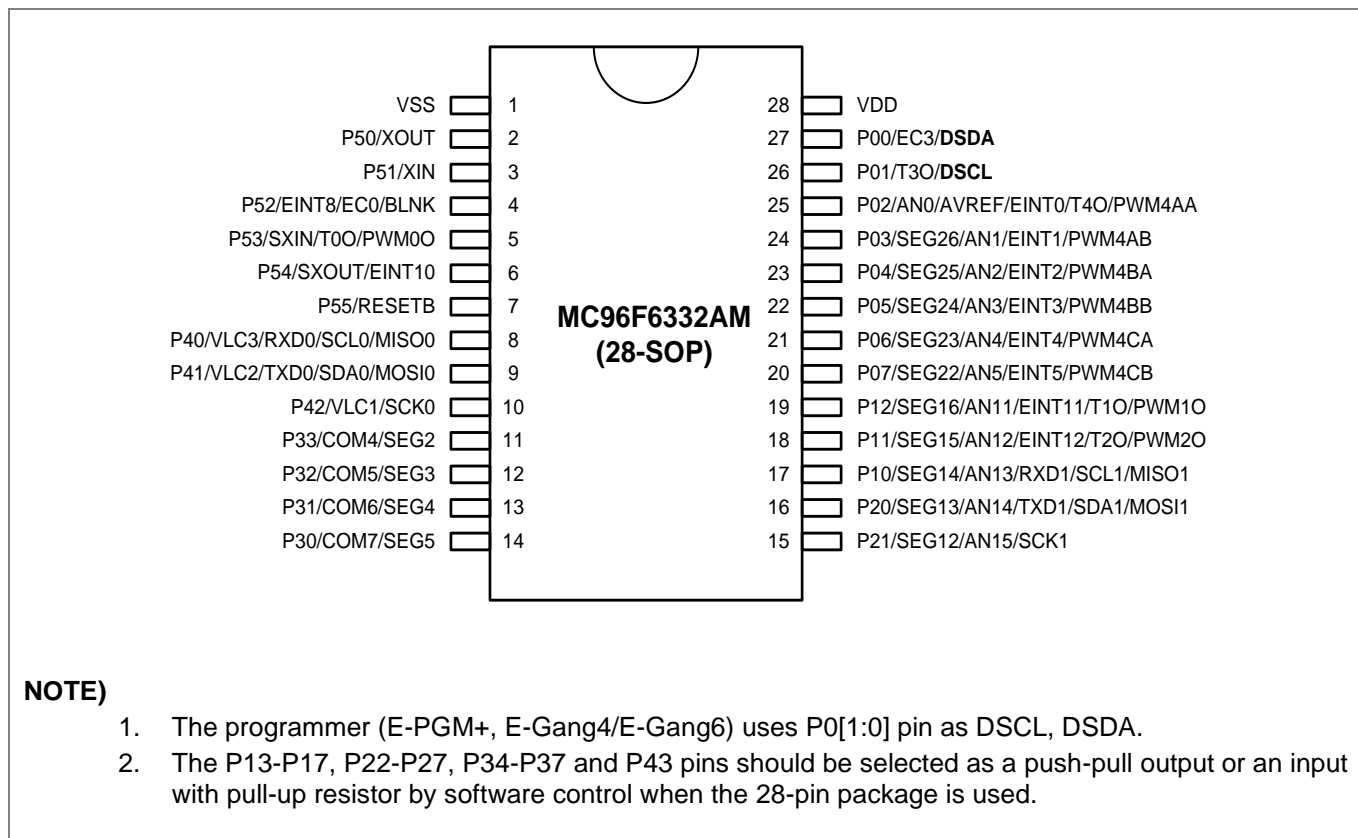 VSS 1 28 VDD
P50/XOUT 2 27 P00/EC3/DSDA
P51/XIN 3 26 P01/T3O/DSCL
P52/EINT8/EC0/BLNK 4 25 P02/AN0/AVREF/EINT0/T4O/PWM4AA
P53/SXIN/T0O/PWM0O 5 24 P03/SEG26/AN1/EINT1/PWM4AB
P54/SXOUT/EINT10 6 23 P04/SEG25/AN2/EINT2/PWM4BA
P55/RESETB 7 22 P05/SEG24/AN3/EINT3/PWM4BB
MC96F6332AM
(28-SOP)
P40/VLC3/RXD0/SCL0/MISO0 8 21 P06/SEG23/AN4/EINT4/PWM4CA
P41/VLC2/TXD0/SDA0/MOSI0 9 20 P07/SEG22/AN5/EINT5/PWM4CB
P42/VLC1/SCK0 10 19 P12/SEG16/AN11/EINT11/T1O/PWM1O
P33/COM4/SEG2 11 18 P11/SEG15/AN12/EINT12/T2O/PWM2O
P32/COM5/SEG3 12 17 P10/SEG14/AN13/RXD1/SCL1/MISO1
P31/COM6/SEG4 13 16 P20/SEG13/AN14/TXD1/SDA1/MOSI1
P30/COM7/SEG5 14 15 P21/SEG12/AN15/SCK1
NOTE)
1. The programmer (E-PGM+, E-Gang4/E-Gang6) uses P0[1:0] pin as DSCL, DSDA.
2. The P13-P17, P22-P27, P34-P37 and P43 pins should be selected as a push-pull output or an input
with pull-up resistor by software control when the 28-pin package is used.